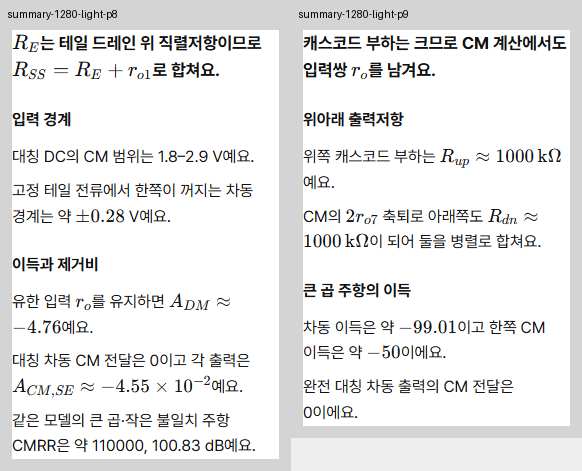 summary-1280-light-p8
R_E는 테일 드레인 위 직렬저항이므로
R_SS = R_E + r_o1로 합쳐요.
입력 경계
대칭 DC의 CM 범위는 1.8–2.9 V예요.
고정 테일 전류에서 한쪽이 꺼지는 차동
경계는 약 ±0.28 V예요.
이득과 제거비
유한 입력 r_o를 유지하면 A_DM ≈
−4.76예요.
대칭 차동 CM 전달은 0이고 각 출력은
A_CM,SE ≈ −4.55 × 10^−2예요.
같은 모델의 큰 곱·작은 불일치 주항
CMRR은 약 110000, 100.83 dB예요.
summary-1280-light-p9
캐스코드 부하는 크므로 CM 계산에서도
입력쌍 r_o를 남겨요.
위아래 출력저항
위쪽 캐스코드 부하는 R_up ≈ 1000 kΩ
예요.
CM의 2r_o7 축퇴로 아래쪽도 R_dn ≈
1000 kΩ이 되어 둘을 병렬로 합쳐요.
큰 곱 주항의 이득
차동 이득은 약 −99.01이고 한쪽 CM
이득은 약 −50이에요.
완전 대칭 차동 출력의 CM 전달은
0이에요.